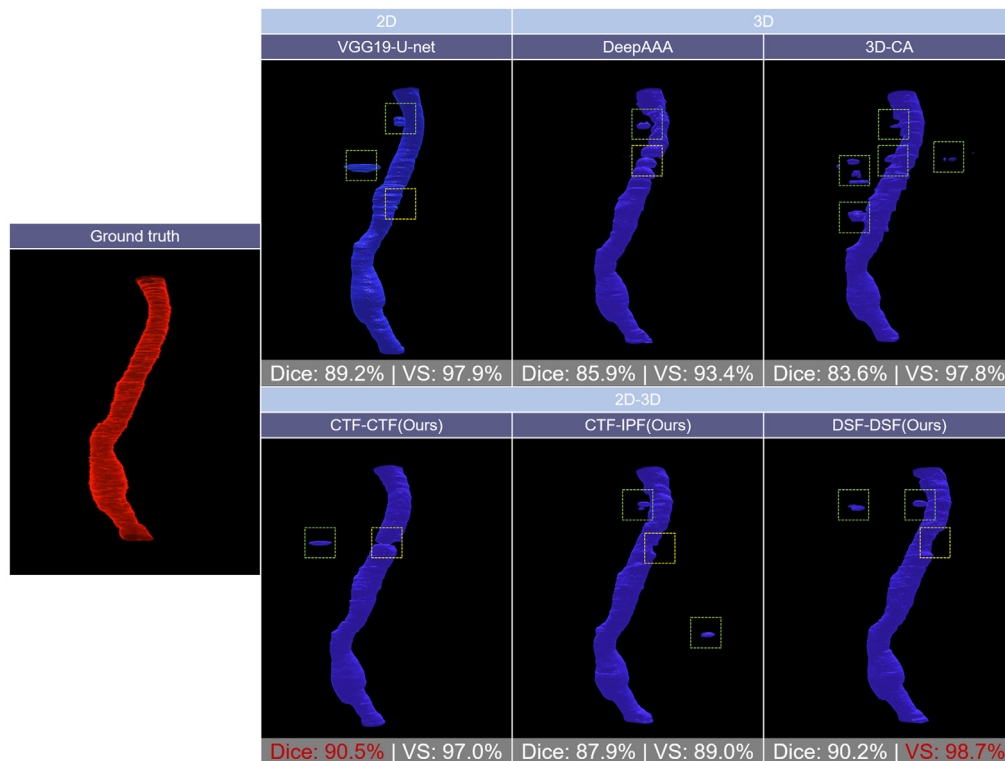 2D
3D
VGG19-U-net
DeepAAA
3D-CA
Ground truth
Dice: 89.2% | VS: 97.9%
Dice: 85.9% | VS: 93.4%
Dice: 83.6% | VS: 97.8%
2D-3D
CTF-CTF(Ours)
CTF-IPF(Ours)
DSF-DSF(Ours)
Dice: 90.5% | VS: 97.0%
Dice: 87.9% | VS: 89.0%
Dice: 90.2% | VS: 98.7%